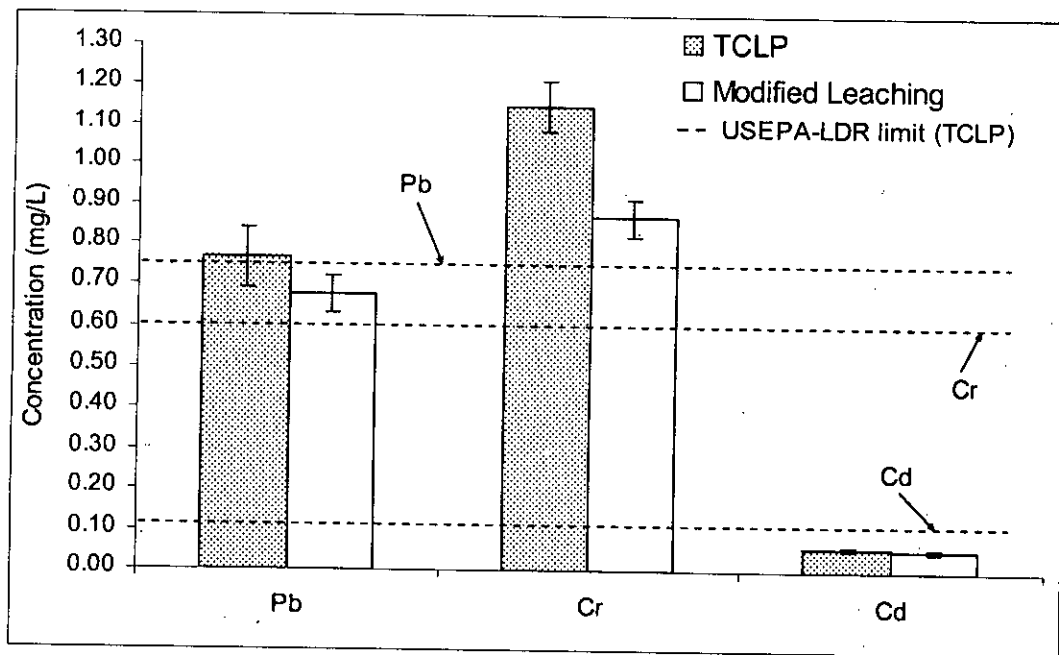 1.30
1.20
1.10
1.00
0.90
0.80
0.70
0.60
0.50
0.40
0.30
0.20
0.10
0.00
Concentration (mg/L)
TCLP
Modified Leaching
USEPA-LDR limit (TCLP)
Pb
Cr
Cd
Pb
Cr
Cd